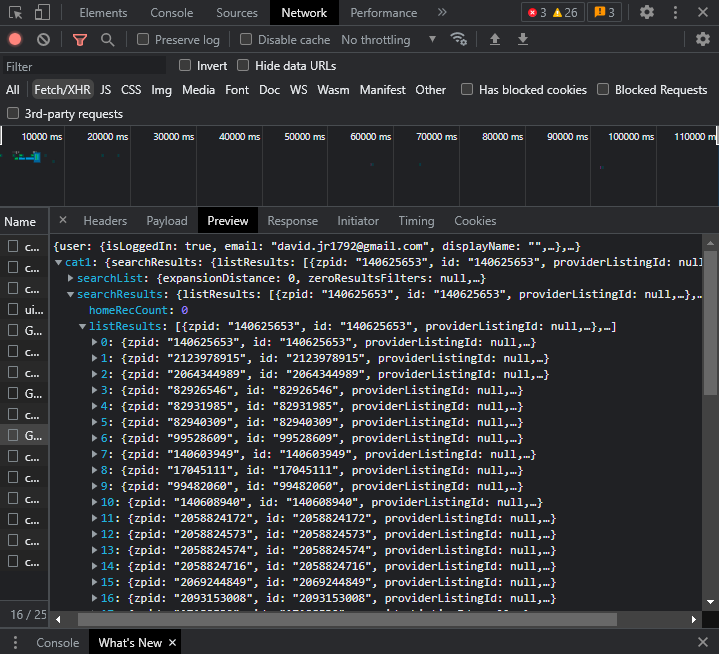 Elements Console Sources Network Performance » 3 26 3
Preserve log Disable cache No throttling
Filter Invert Hide data URLs
All Fetch/XHR JS CSS Img Media Font Doc WS Wasm Manifest Other Has blocked cookies Blocked Requests
3rd-party requests
10000 ms 20000 ms 30000 ms 40000 ms 50000 ms 60000 ms 70000 ms 80000 ms 90000 ms 100000 ms 110000 m
Name × Headers Payload Preview Response Initiator Timing Cookies
c...
c...
c...
ui...
G...
c...
c...
G...
c...
G...
c...
c...
c...
c...
c...
c...
{user: {isLoggedIn: true, email: "david.jr1792@gmail.com", displayName: "",…},…}
cat1: {searchResults: {listResults: [{zpid: "140625653", id: "140625653", providerListingId: null
searchList: {expansionDistance: 0, zeroResultsFilters: null,…}
searchResults: {listResults: [{zpid: "140625653", id: "140625653", providerListingId: null,…},…
homeRecCount: 0
listResults: [{zpid: "140625653", id: "140625653", providerListingId: null,…},…]
0: {zpid: "140625653", id: "140625653", providerListingId: null,…}
1: {zpid: "2123978915", id: "2123978915", providerListingId: null,…}
2: {zpid: "2064344989", id: "2064344989", providerListingId: null,…}
3: {zpid: "82926546", id: "82926546", providerListingId: null,…}
4: {zpid: "82931985", id: "82931985", providerListingId: null,…}
5: {zpid: "82940309", id: "82940309", providerListingId: null,…}
6: {zpid: "99528609", id: "99528609", providerListingId: null,…}
7: {zpid: "140603949", id: "140603949", providerListingId: null,…}
8: {zpid: "17045111", id: "17045111", providerListingId: null,…}
9: {zpid: "99482060", id: "99482060", providerListingId: null,…}
10: {zpid: "140608940", id: "140608940", providerListingId: null,…}
11: {zpid: "2058824172", id: "2058824172", providerListingId: null,…}
12: {zpid: "2058824573", id: "2058824573", providerListingId: null,…}
13: {zpid: "2058824574", id: "2058824574", providerListingId: null,…}
14: {zpid: "2058824716", id: "2058824716", providerListingId: null,…}
15: {zpid: "2069244849", id: "2069244849", providerListingId: null,…}
16: {zpid: "2093153008", id: "2093153008", providerListingId: null,…}
16 / 25
Console What's New ×